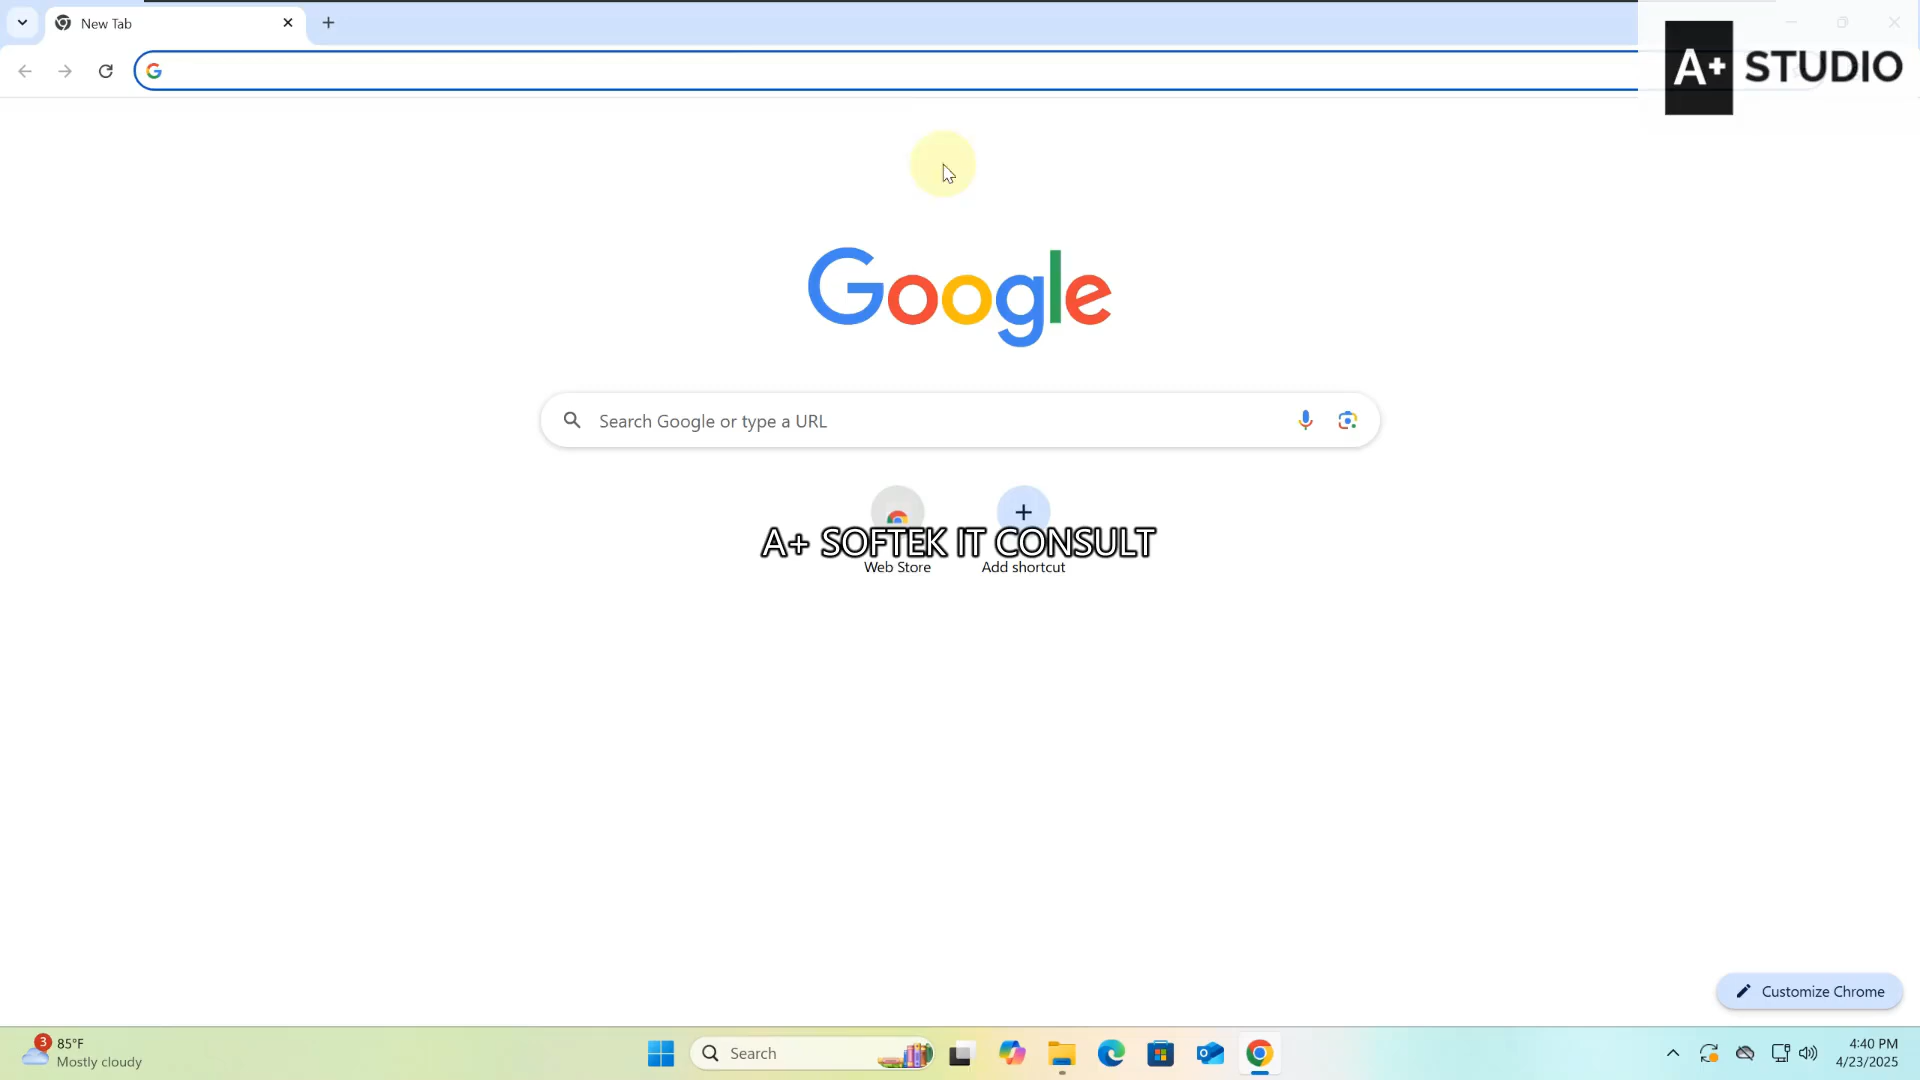 New Tab
A+ STUDIO
Google
Search Google or type a URL
A+ SOFTEK IT CONSULT
Web Store
Add shortcut
Customize Chrome
3
85°F
Mostly cloudy
Search
4:40 PM
4/23/2025